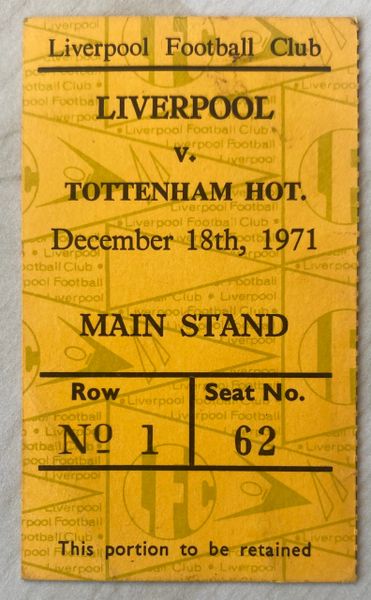 Liverpool Football Club
LIVERPOOL
v.
TOTTENHAM HOT.
December 18th, 1971
MAIN STAND
Row
Seat No.
Nº 1
62
This portion to be retained